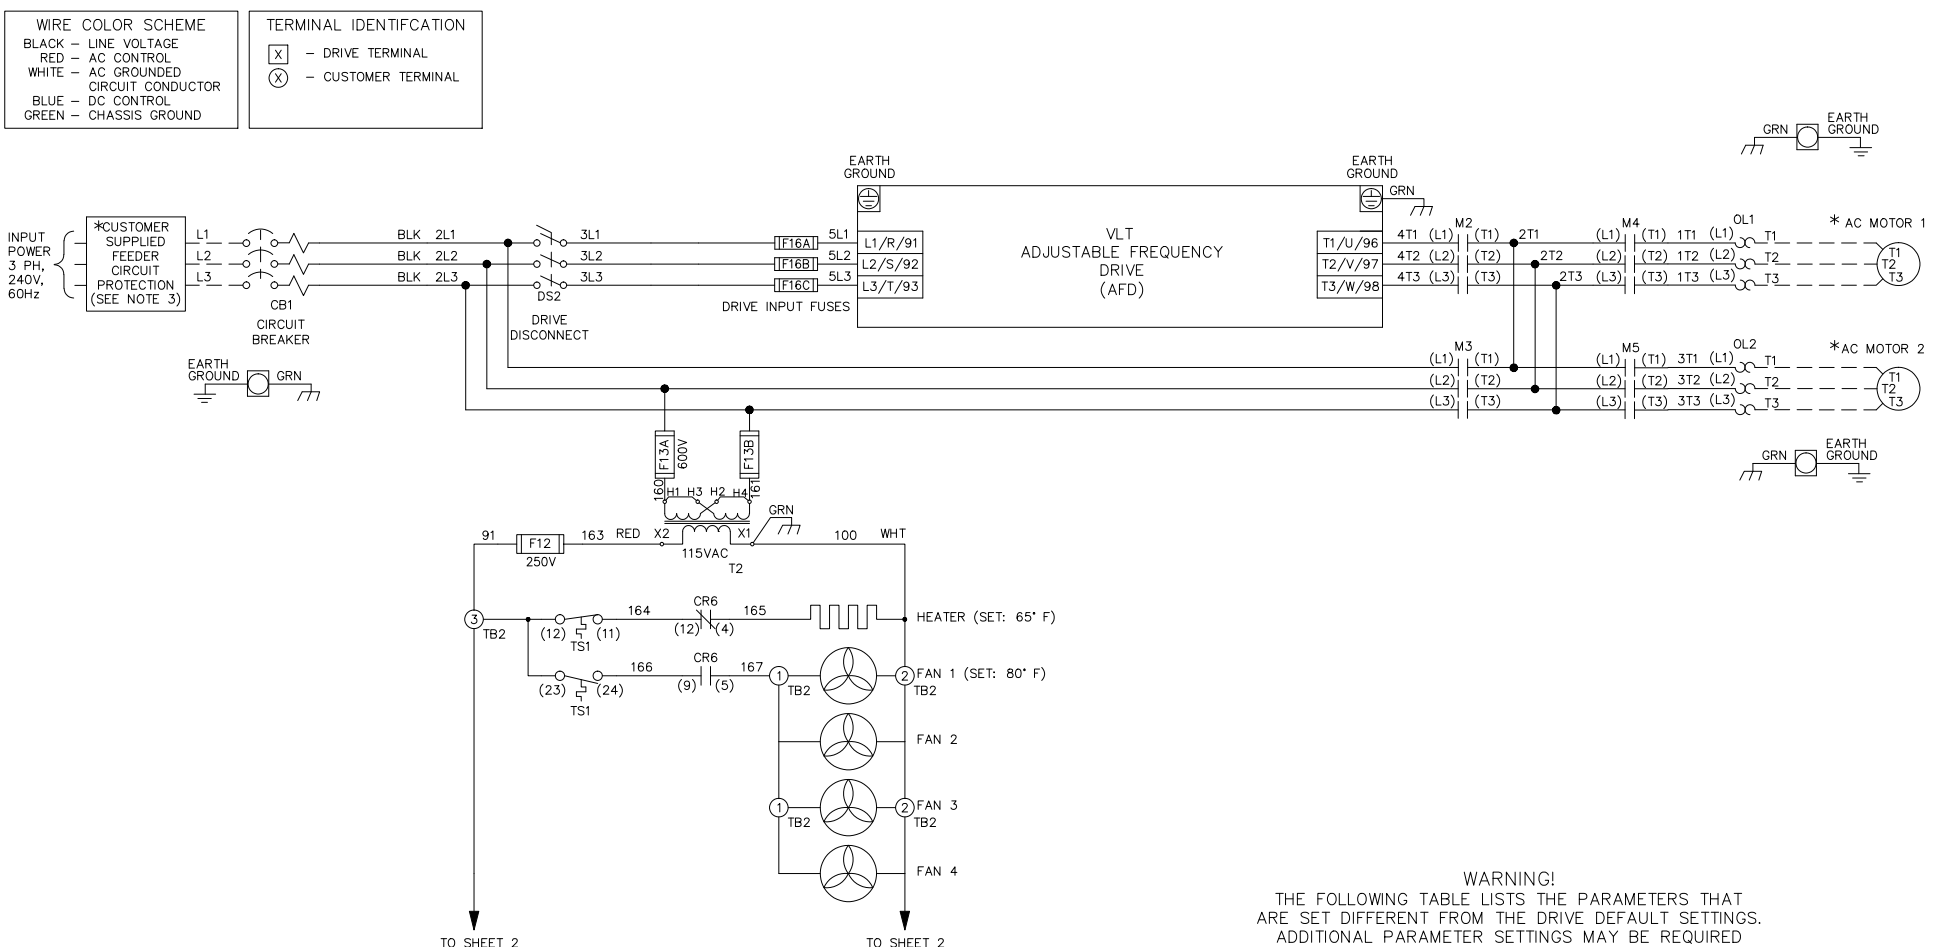 WIRE COLOR SCHEME
BLACK – LINE VOLTAGE
RED – AC CONTROL
WHITE – AC GROUNDED
CIRCUIT CONDUCTOR
BLUE – DC CONTROL
GREEN – CHASSIS GROUND
TERMINAL IDENTIFCATION
X – DRIVE TERMINAL
X – CUSTOMER TERMINAL
GRN
EARTH
GROUND
INPUT
POWER
3 PH,
240V,
60Hz
*CUSTOMER
SUPPLIED
FEEDER
CIRCUIT
PROTECTION
(SEE NOTE 3)
L1
L2
L3
CB1
CIRCUIT
BREAKER
BLK 2L1
BLK 2L2
BLK 2L3
DS2
DRIVE
DISCONNECT
3L1
3L2
3L3
F16A
F16B
F16C
DRIVE INPUT FUSES
5L1
5L2
5L3
EARTH
GROUND
L1/R/91
L2/S/92
L3/T/93
VLT
ADJUSTABLE FREQUENCY
DRIVE
(AFD)
EARTH
GROUND
GRN
T1/U/96
T2/V/97
T3/W/98
M2
4T1 (L1) (T1) 2T1
4T2 (L2) (T2) 2T2
4T3 (L3) (T3) 2T3
M4
(L1) (T1) 1T1 (L1)
(L2) (T2) 1T2 (L2)
(L3) (T3) 1T3 (L3)
OL1
T1
T2
T3
* AC MOTOR 1
T1
T2
T3
EARTH
GROUND
GRN
M3
(L1) (T1)
(L2) (T2)
(L3) (T3)
M5
(L1) (T1) 3T1 (L1)
(L2) (T2) 3T2 (L2)
(L3) (T3) 3T3 (L3)
OL2
T1
T2
T3
*AC MOTOR 2
T1
T2
T3
GRN
EARTH
GROUND
F13A
600V
F13B
160
161
H1 H3 H2 H4
GRN
91
F12
250V
163 RED X2
X1
115VAC
T2
100 WHT
3
TB2
(12) (11)
TS1
164
CR6
(12) (4)
165
HEATER (SET: 65° F)
(23) (24)
TS1
166
CR6
(9) (5)
167
1
TB2
2
TB2
FAN 1 (SET: 80° F)
FAN 2
1
TB2
2
TB2
FAN 3
FAN 4
TO SHEET 2
TO SHEET 2
WARNING!
THE FOLLOWING TABLE LISTS THE PARAMETERS THAT
ARE SET DIFFERENT FROM THE DRIVE DEFAULT SETTINGS.
ADDITIONAL PARAMETER SETTINGS MAY BE REQUIRED